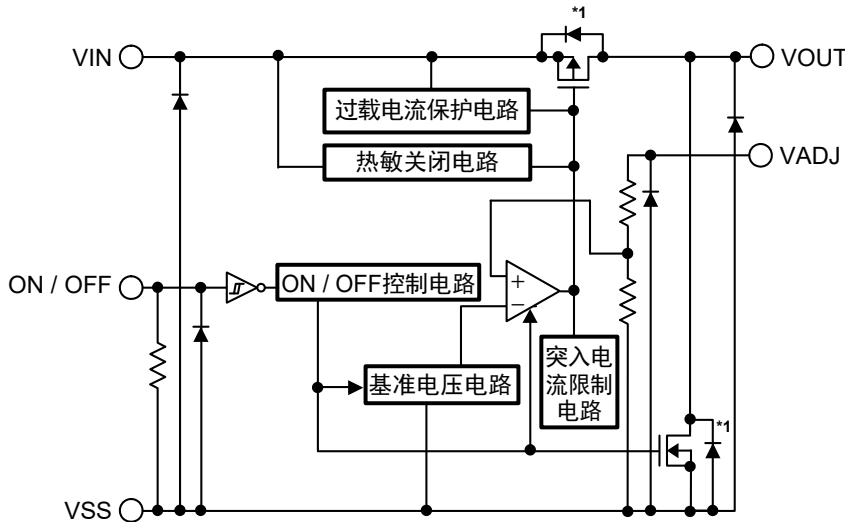 *1
VIN
VOUT
过载电流保护电路
热敏关闭电路
VADJ
ON / OFF
ON / OFF控制电路
+
−
基准电压电路
突入电
流限制
电路
*1
VSS